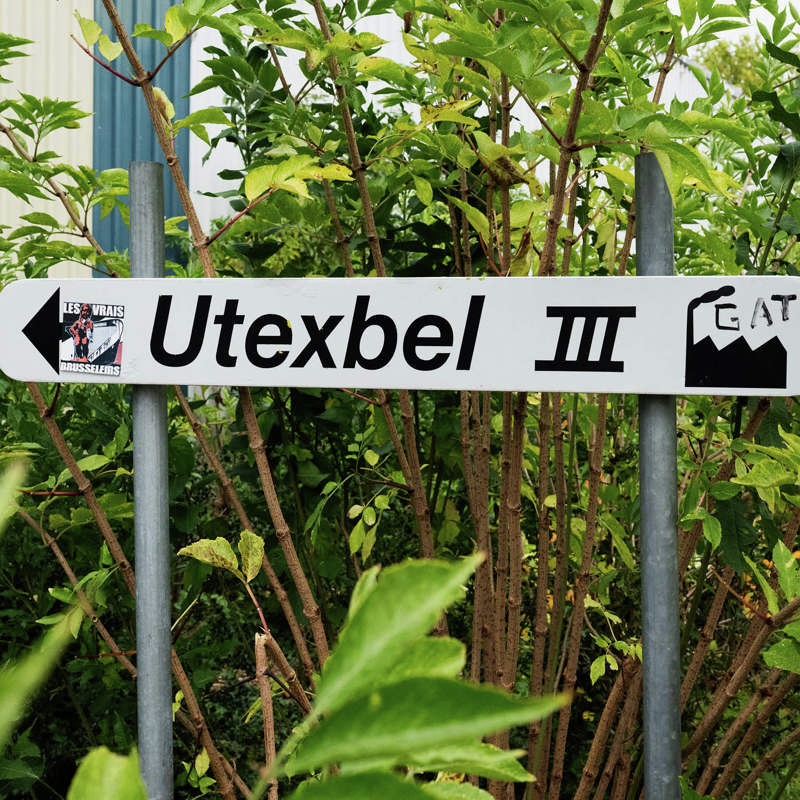 LES VRAIS
BRUSSELEIRS
Utexbel III
GAT